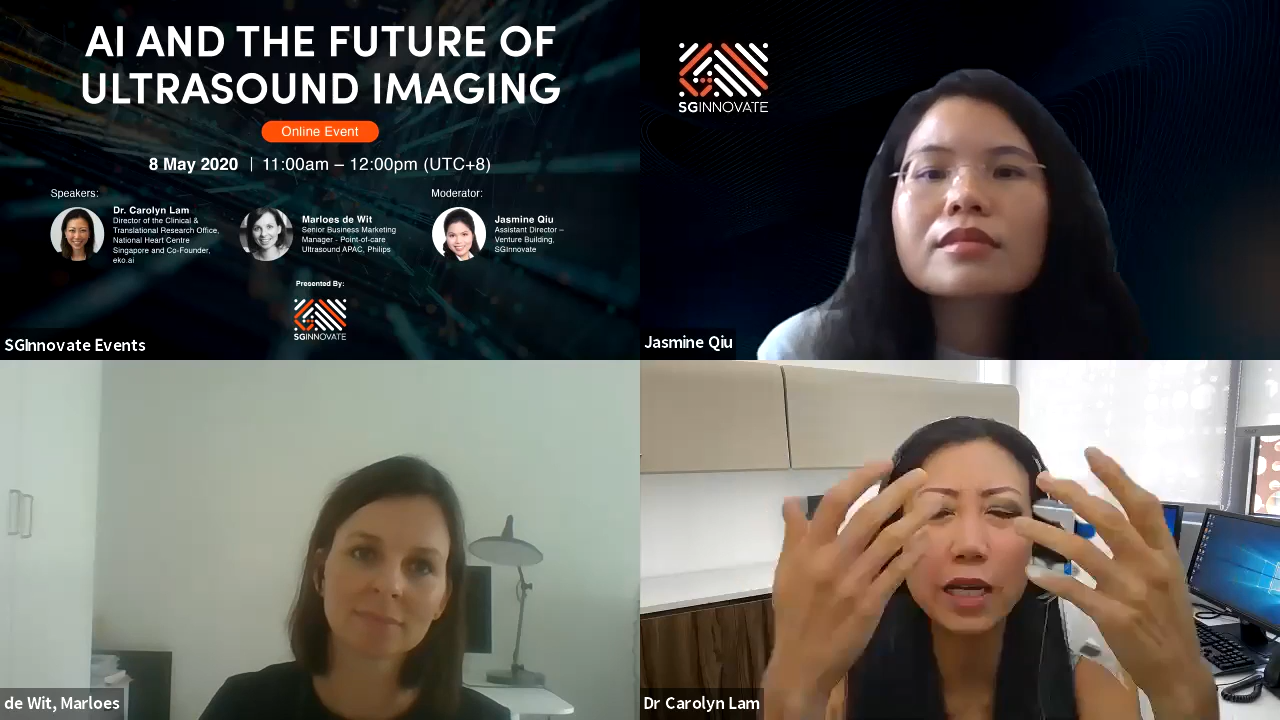 AI AND THE FUTURE OF
ULTRASOUND IMAGING
Online Event
8 May 2020 | 11:00am – 12:00pm (UTC+8)
Speakers:
Dr. Carolyn Lam
Director of the Clinical &
Translational Research Office,
National Heart Centre
Singapore and Co-Founder,
eko.ai
Marloes de Wit
Senior Business Marketing
Manager - Point-of-care
Ultrasound APAC, Philips
Moderator:
Jasmine Qiu
Assistant Director –
Venture Building,
SGInnovate
Presented By:
SGINNOVATE
SGInnovate Events
SGINNOVATE
Jasmine Qiu
de Wit, Marloes
Dr Carolyn Lam